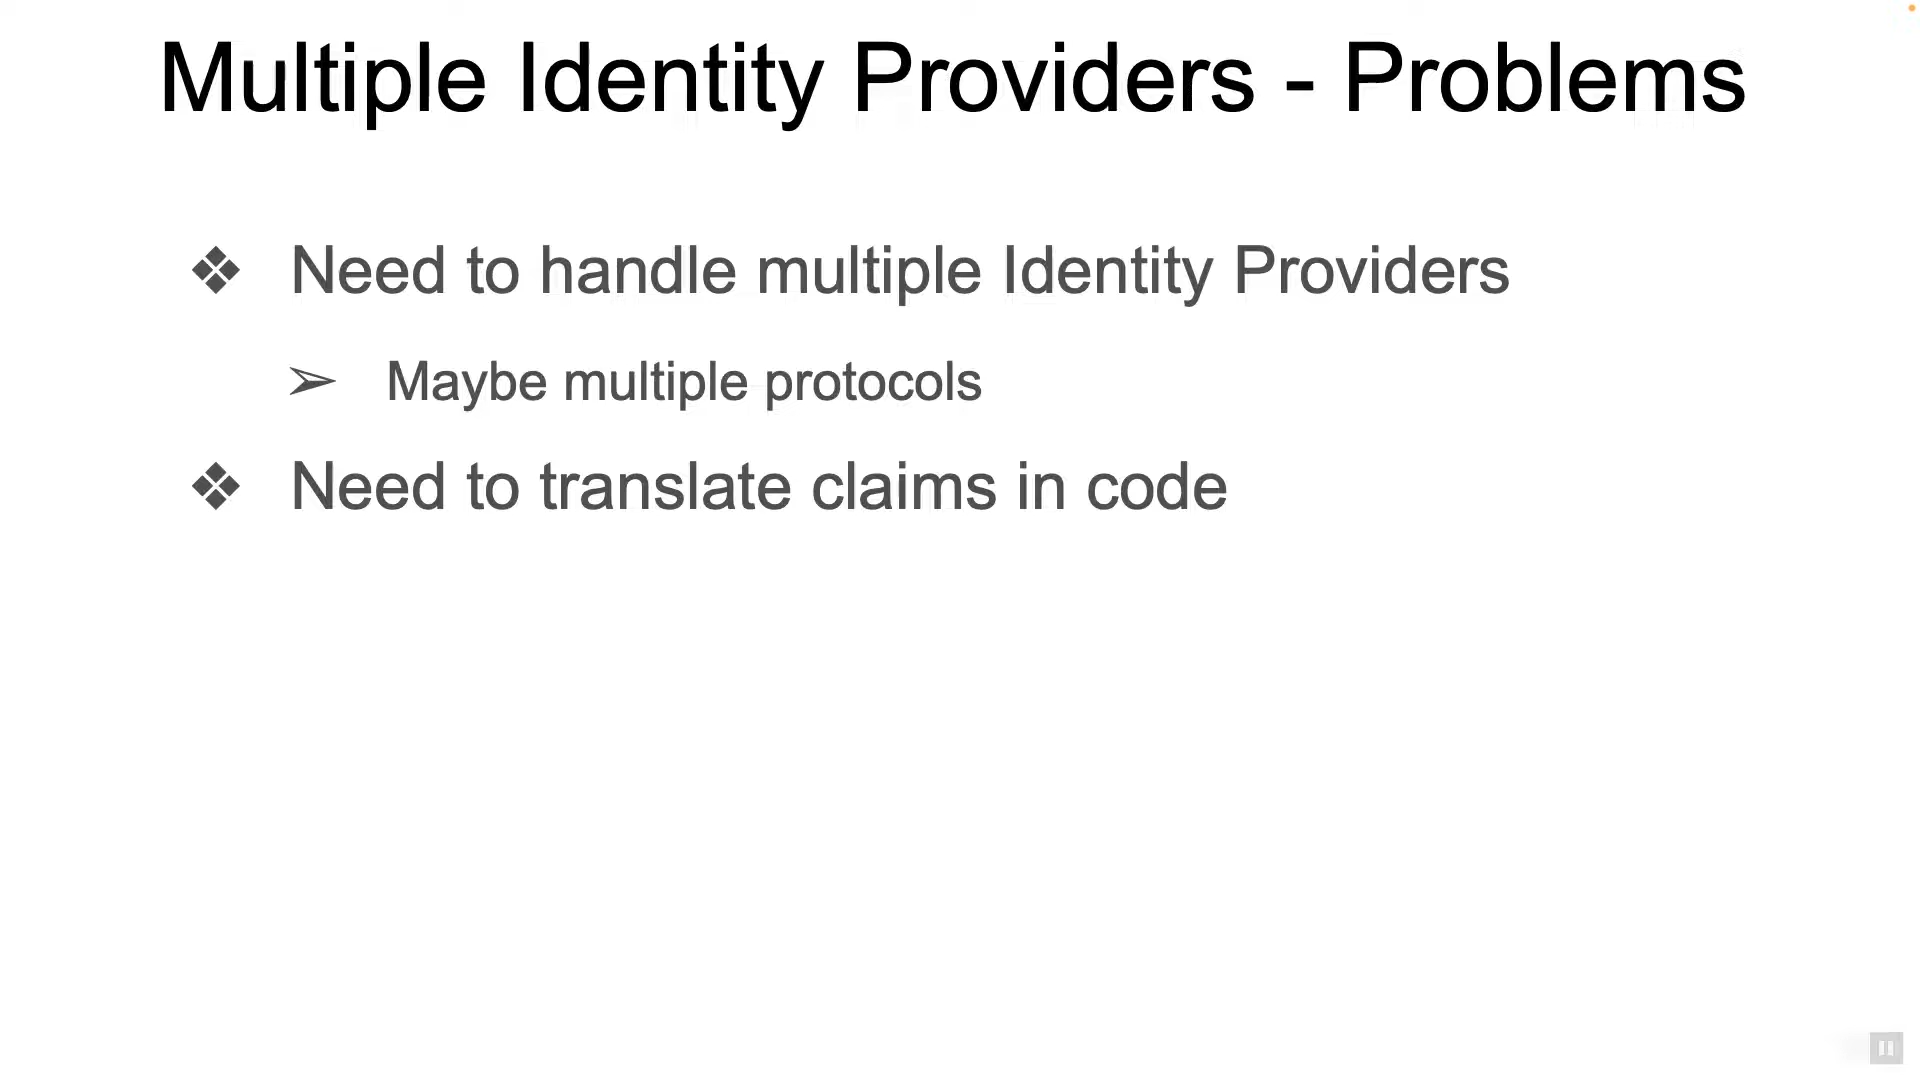 Multiple Identity Providers - Problems
❖ Need to handle multiple Identity Providers
➢ Maybe multiple protocols
❖ Need to translate claims in code